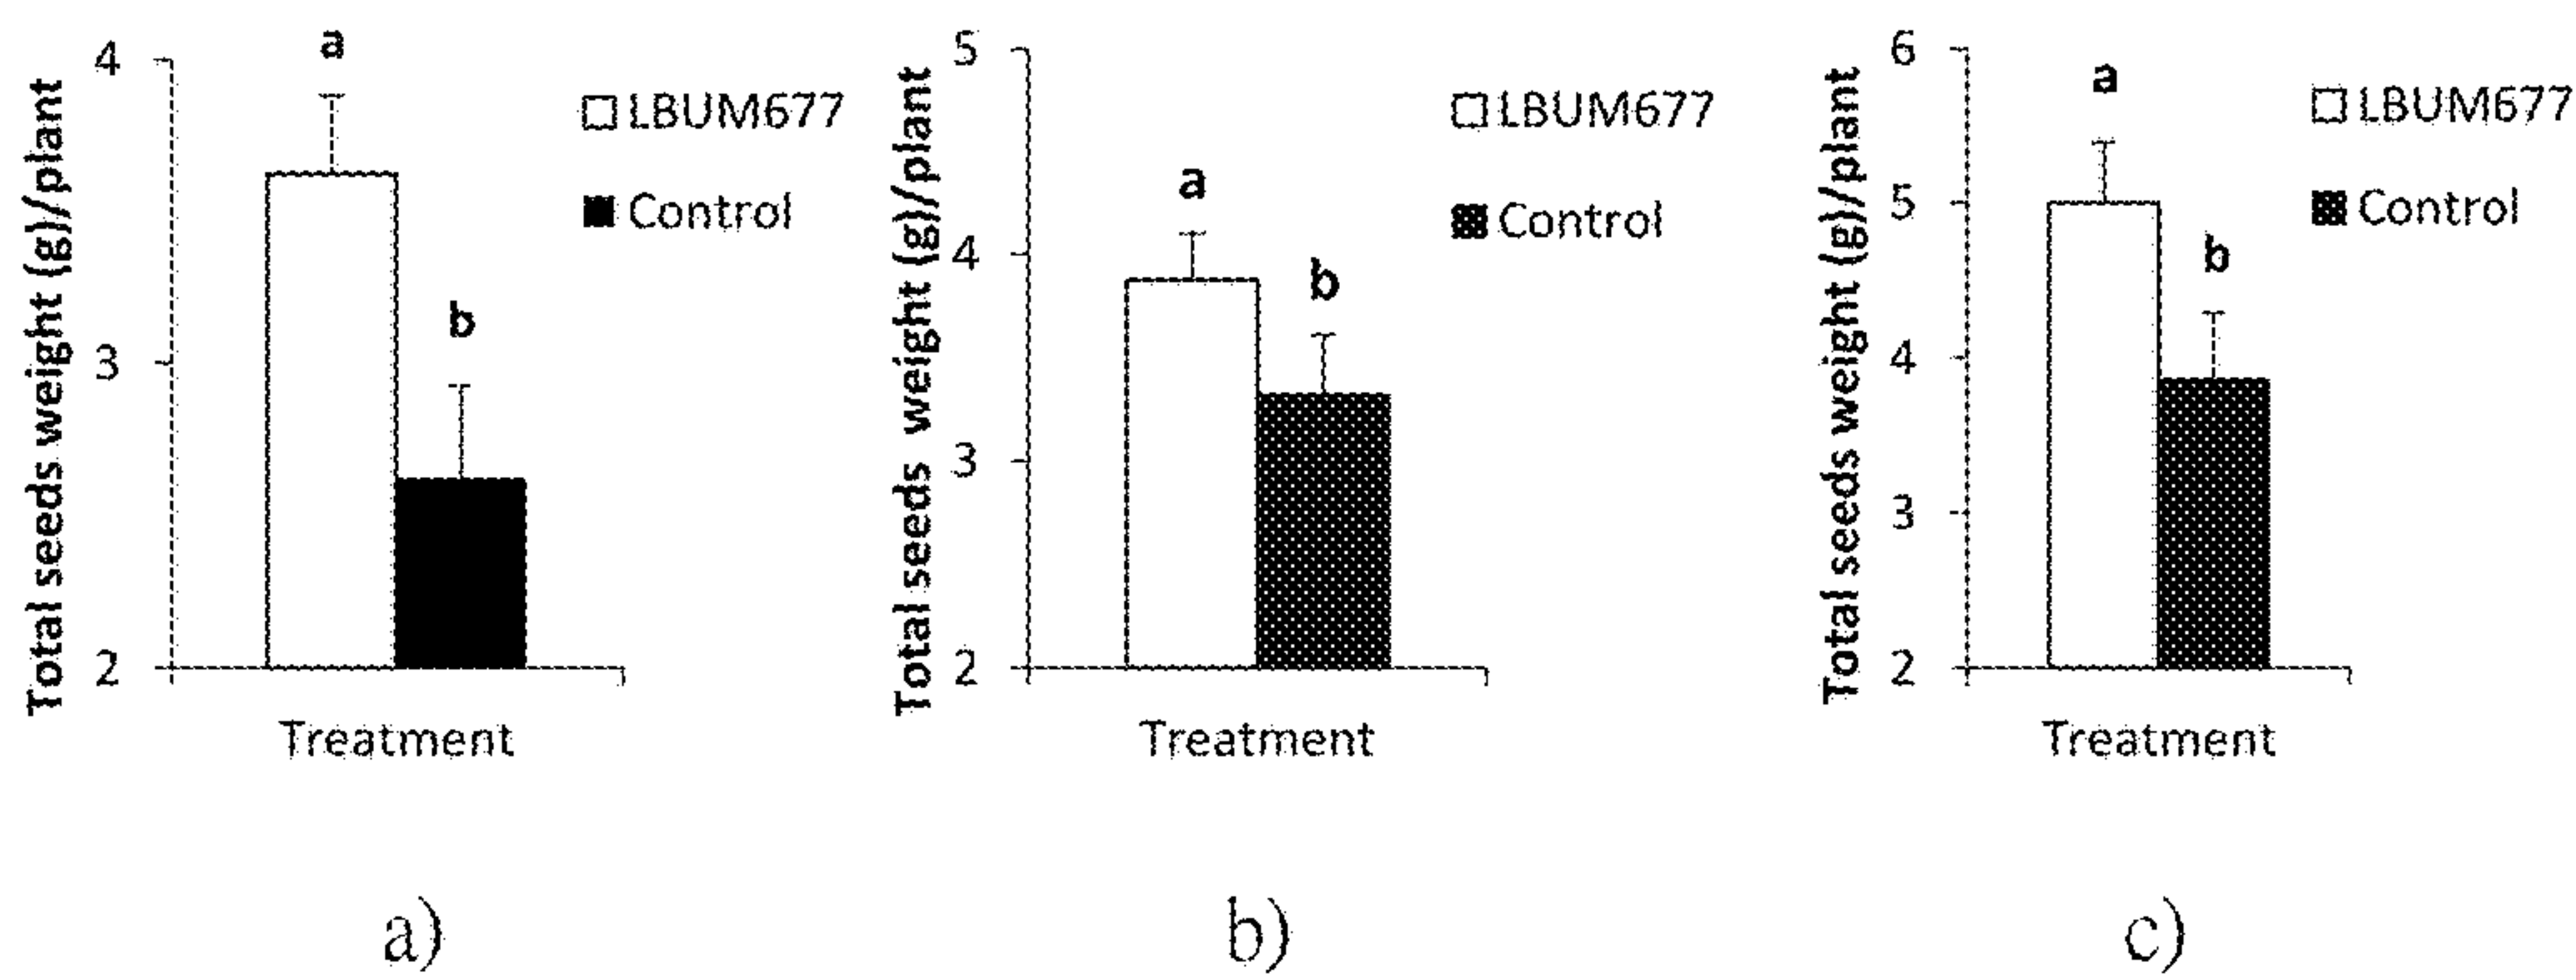 Total seeds weight (g)/plant
4
3
2
a
b
LBUM677
Control
Treatment
a)
Total seeds weight (g)/plant
5
4
3
2
a
b
LBUM677
Control
Treatment
b)
Total seeds weight (g)/plant
6
5
4
3
2
a
b
LBUM677
Control
Treatment
c)